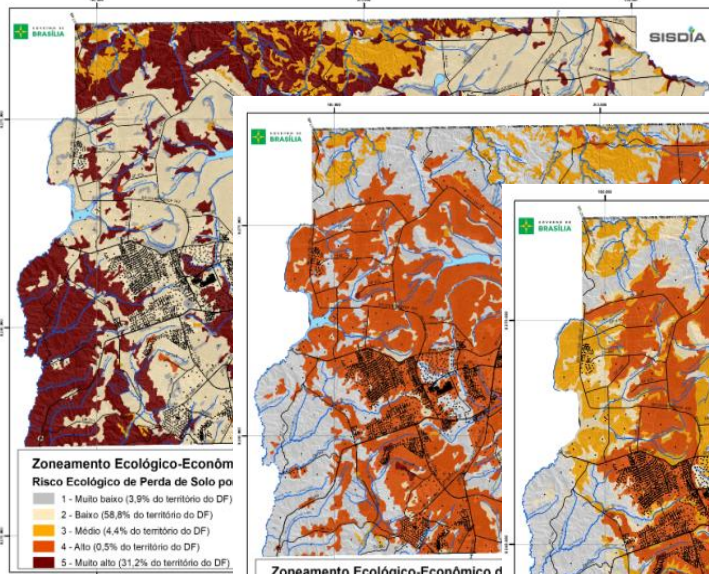 GOVERNO DE
BRASÍLIA
SISDIA
GOVERNO DE
BRASÍLIA
GOVERNO DE
BRASÍLIA
Zoneamento Ecológico-Econôm
Risco Ecológico de Perda de Solo por
1 - Muito baixo (3,9% do território do DF)
2 - Baixo (58,8% do território do DF)
3 - Médio (4,4% do território do DF)
4 - Alto (0,5% do território do DF)
5 - Muito alto (31,2% do território do DF)
Zoneamento Ecológico-Econômico d